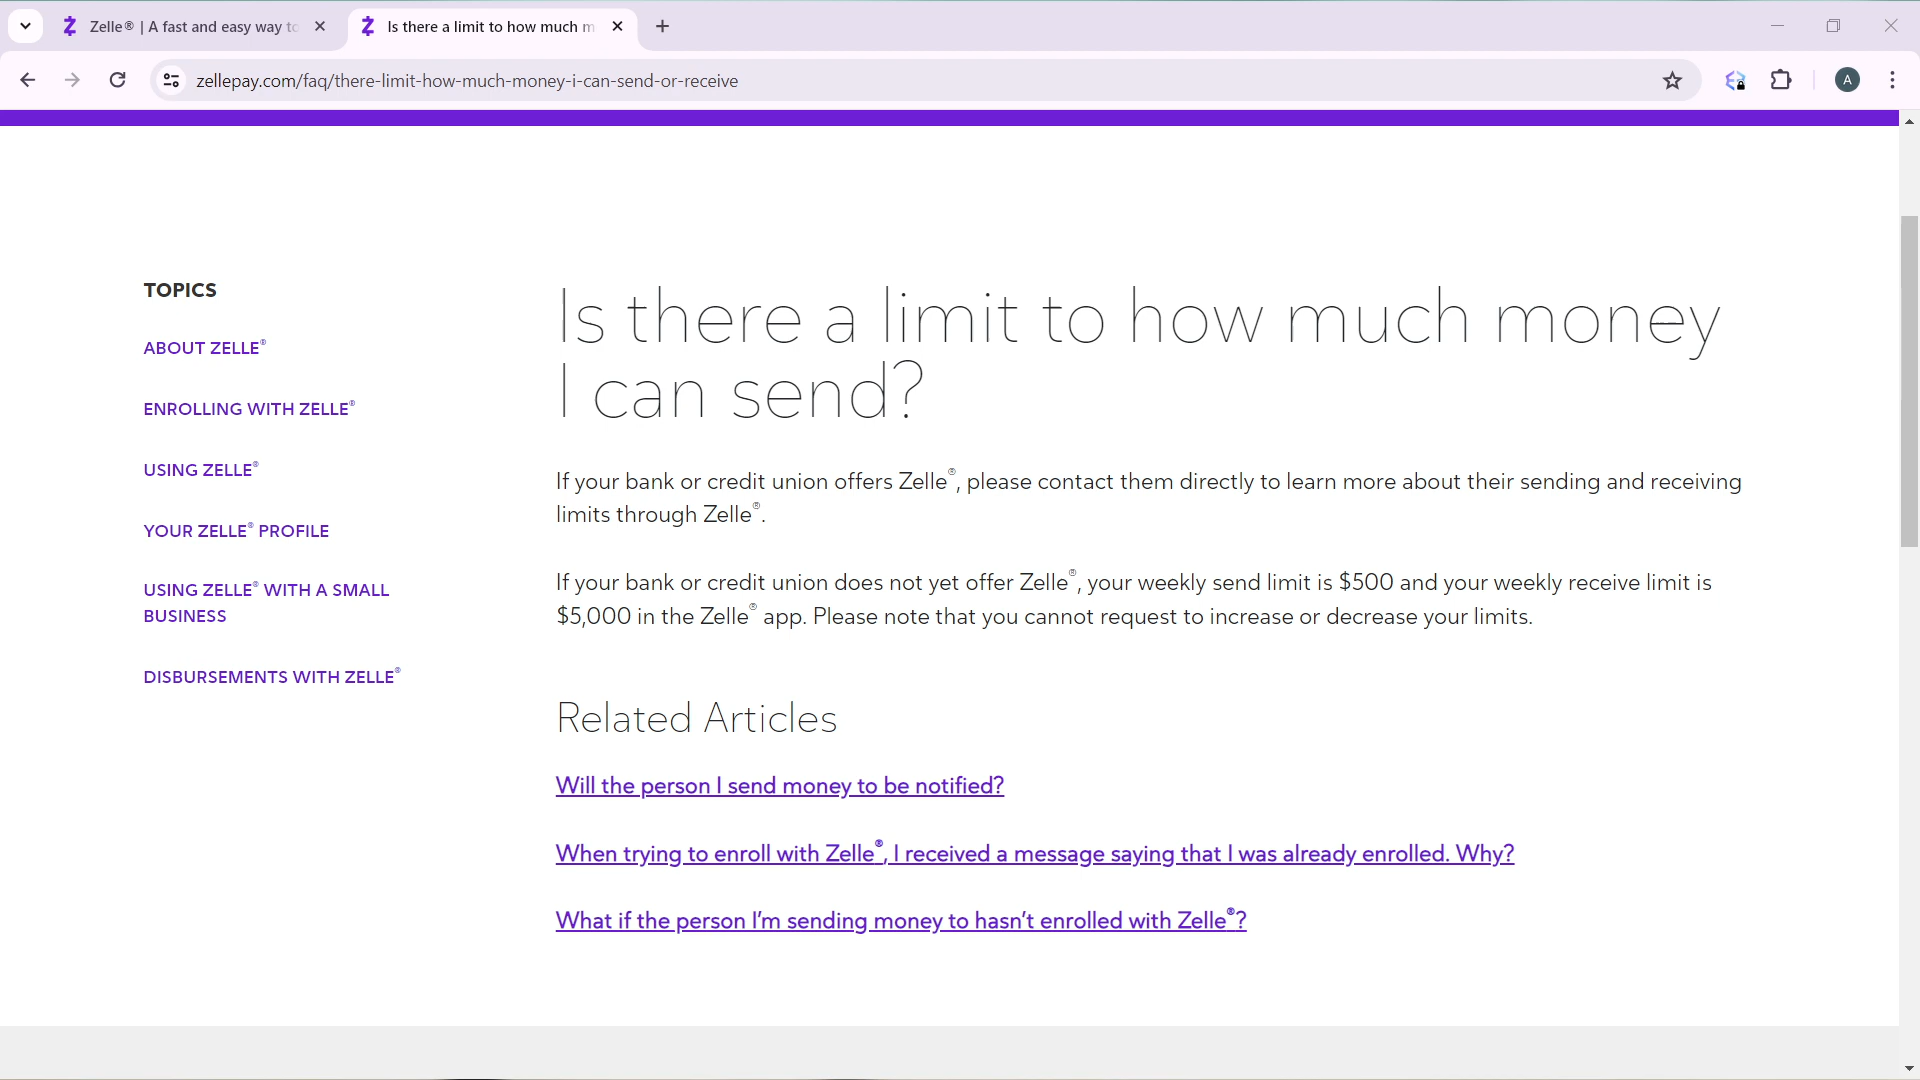 Zelle® | A fast and easy way to
Is there a limit to how much m
zellepay.com/faq/there-limit-how-much-money-i-can-send-or-receive
A
TOPICS
ABOUT ZELLE®
ENROLLING WITH ZELLE®
USING ZELLE®
YOUR ZELLE® PROFILE
USING ZELLE® WITH A SMALL
BUSINESS
DISBURSEMENTS WITH ZELLE®
Is there a limit to how much money
I can send?
If your bank or credit union offers Zelle®, please contact them directly to learn more about their sending and receiving
limits through Zelle®.
If your bank or credit union does not yet offer Zelle®, your weekly send limit is $500 and your weekly receive limit is
$5,000 in the Zelle® app. Please note that you cannot request to increase or decrease your limits.
Related Articles
Will the person I send money to be notified?
When trying to enroll with Zelle®, I received a message saying that I was already enrolled. Why?
What if the person I'm sending money to hasn't enrolled with Zelle®?